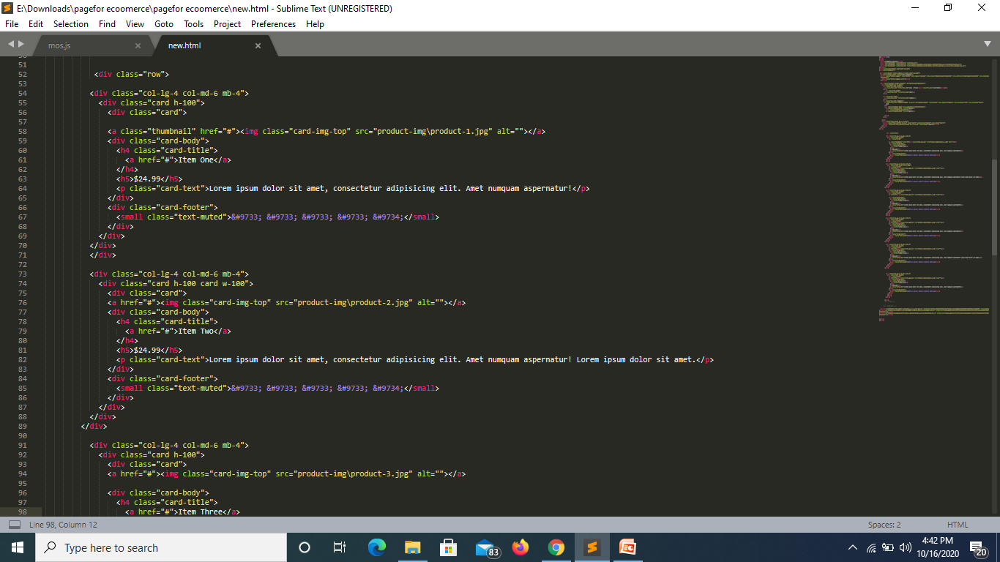 E:\Downloads\pagefor ecoomerce\pagefor ecoomerce\new.html - Sublime Text (UNREGISTERED)
File Edit Selection Find View Goto Tools Project Preferences Help
mos.js
new.html
51
52 <div class="row">
53
54 <div class="col-lg-4 col-md-6 mb-4">
55 <div class="card h-100">
56 <div class="card">
57
58 <a class="thumbnail" href="#"><img class="card-img-top" src="product-img\product-1.jpg" alt=""></a>
59 <div class="card-body">
60 <h4 class="card-title">
61 <a href="#">Item One</a>
62 </h4>
63 <h5>$24.99</h5>
64 <p class="card-text">Lorem ipsum dolor sit amet, consectetur adipisicing elit. Amet numquam aspernatur!</p>
65 </div>
66 <div class="card-footer">
67 <small class="text-muted">&#9733; &#9733; &#9733; &#9733; &#9734;</small>
68 </div>
69 </div>
70 </div>
71 </div>
72
73 <div class="col-lg-4 col-md-6 mb-4">
74 <div class="card h-100 card w-100">
75 <div class="card">
76 <a href="#"><img class="card-img-top" src="product-img\product-2.jpg" alt=""></a>
77 <div class="card-body">
78 <h4 class="card-title">
79 <a href="#">Item Two</a>
80 </h4>
81 <h5>$24.99</h5>
82 <p class="card-text">Lorem ipsum dolor sit amet, consectetur adipisicing elit. Amet numquam aspernatur! Lorem ipsum dolor sit amet.</p>
83 </div>
84 <div class="card-footer">
85 <small class="text-muted">&#9733; &#9733; &#9733; &#9733; &#9734;</small>
86 </div>
87 </div>
88 </div>
89 </div>
90
91 <div class="col-lg-4 col-md-6 mb-4">
92 <div class="card h-100">
93 <div class="card">
94 <a href="#"><img class="card-img-top" src="product-img\product-3.jpg" alt=""></a>
95
96 <div class="card-body">
97 <h4 class="card-title">
98 <a href="#">Item Three</a>
Line 98, Column 12
Spaces: 2
HTML
Type here to search
83
4:42 PM
10/16/2020
20